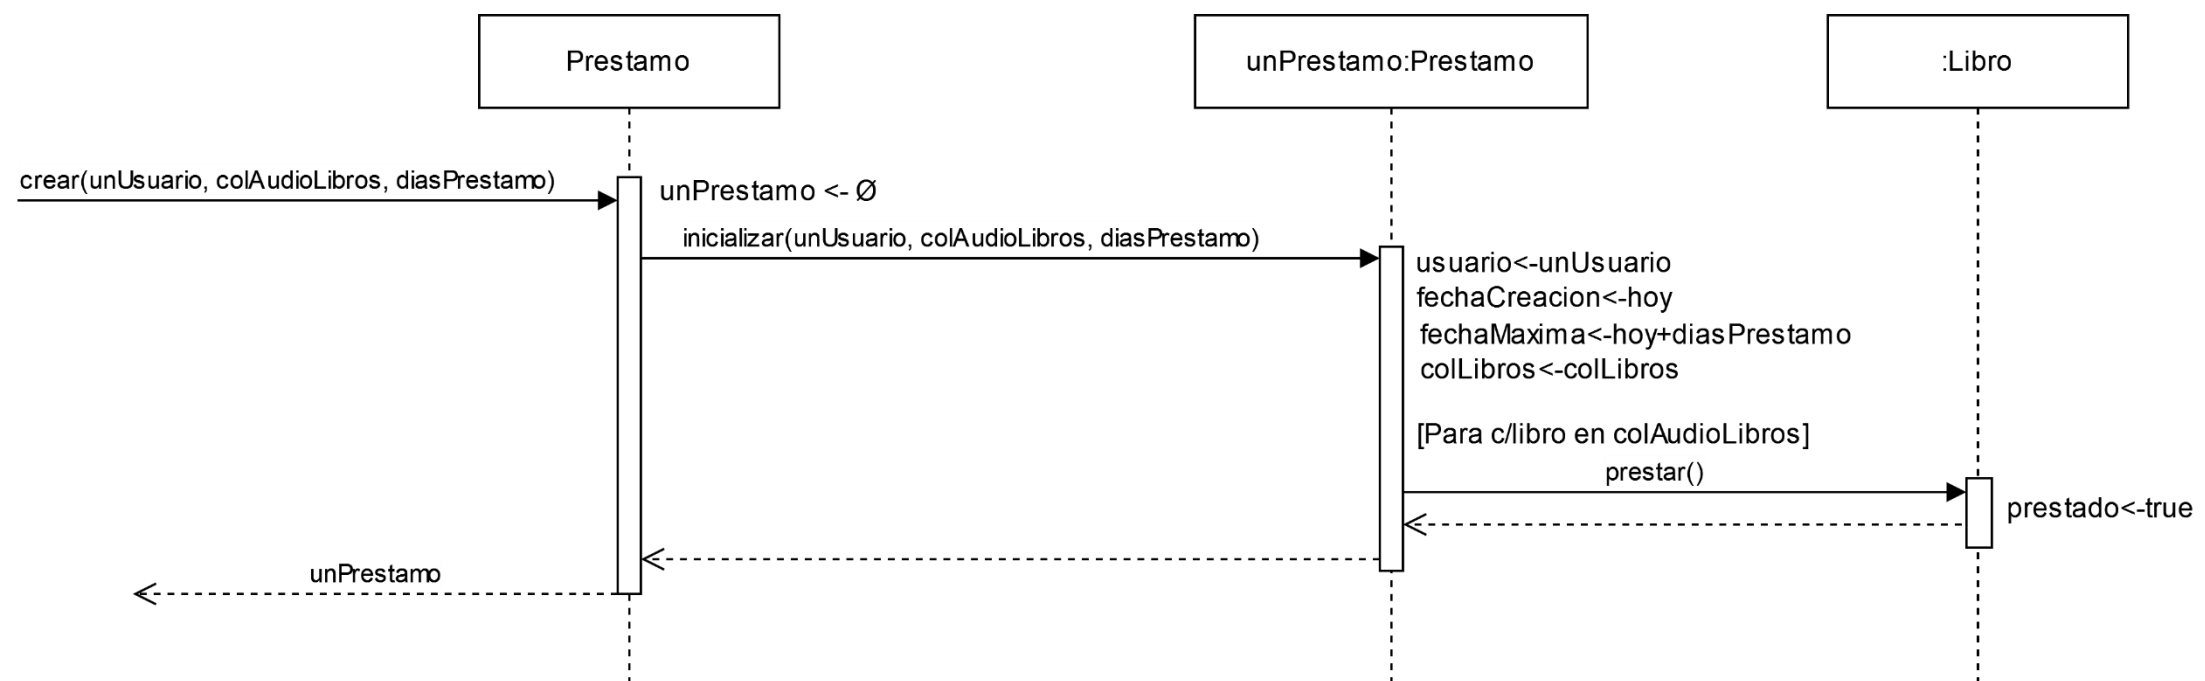 Prestamo
unPrestamo:Prestamo
:Libro
crear(unUsuario, colAudioLibros, diasPrestamo)
unPrestamo <- Ø
inicializar(unUsuario, colAudioLibros, diasPrestamo)
usuario<-unUsuario
fechaCreacion<-hoy
fechaMaxima<-hoy+diasPrestamo
colLibros<-colLibros
[Para c/libro en colAudioLibros]
prestar()
prestado<-true
unPrestamo